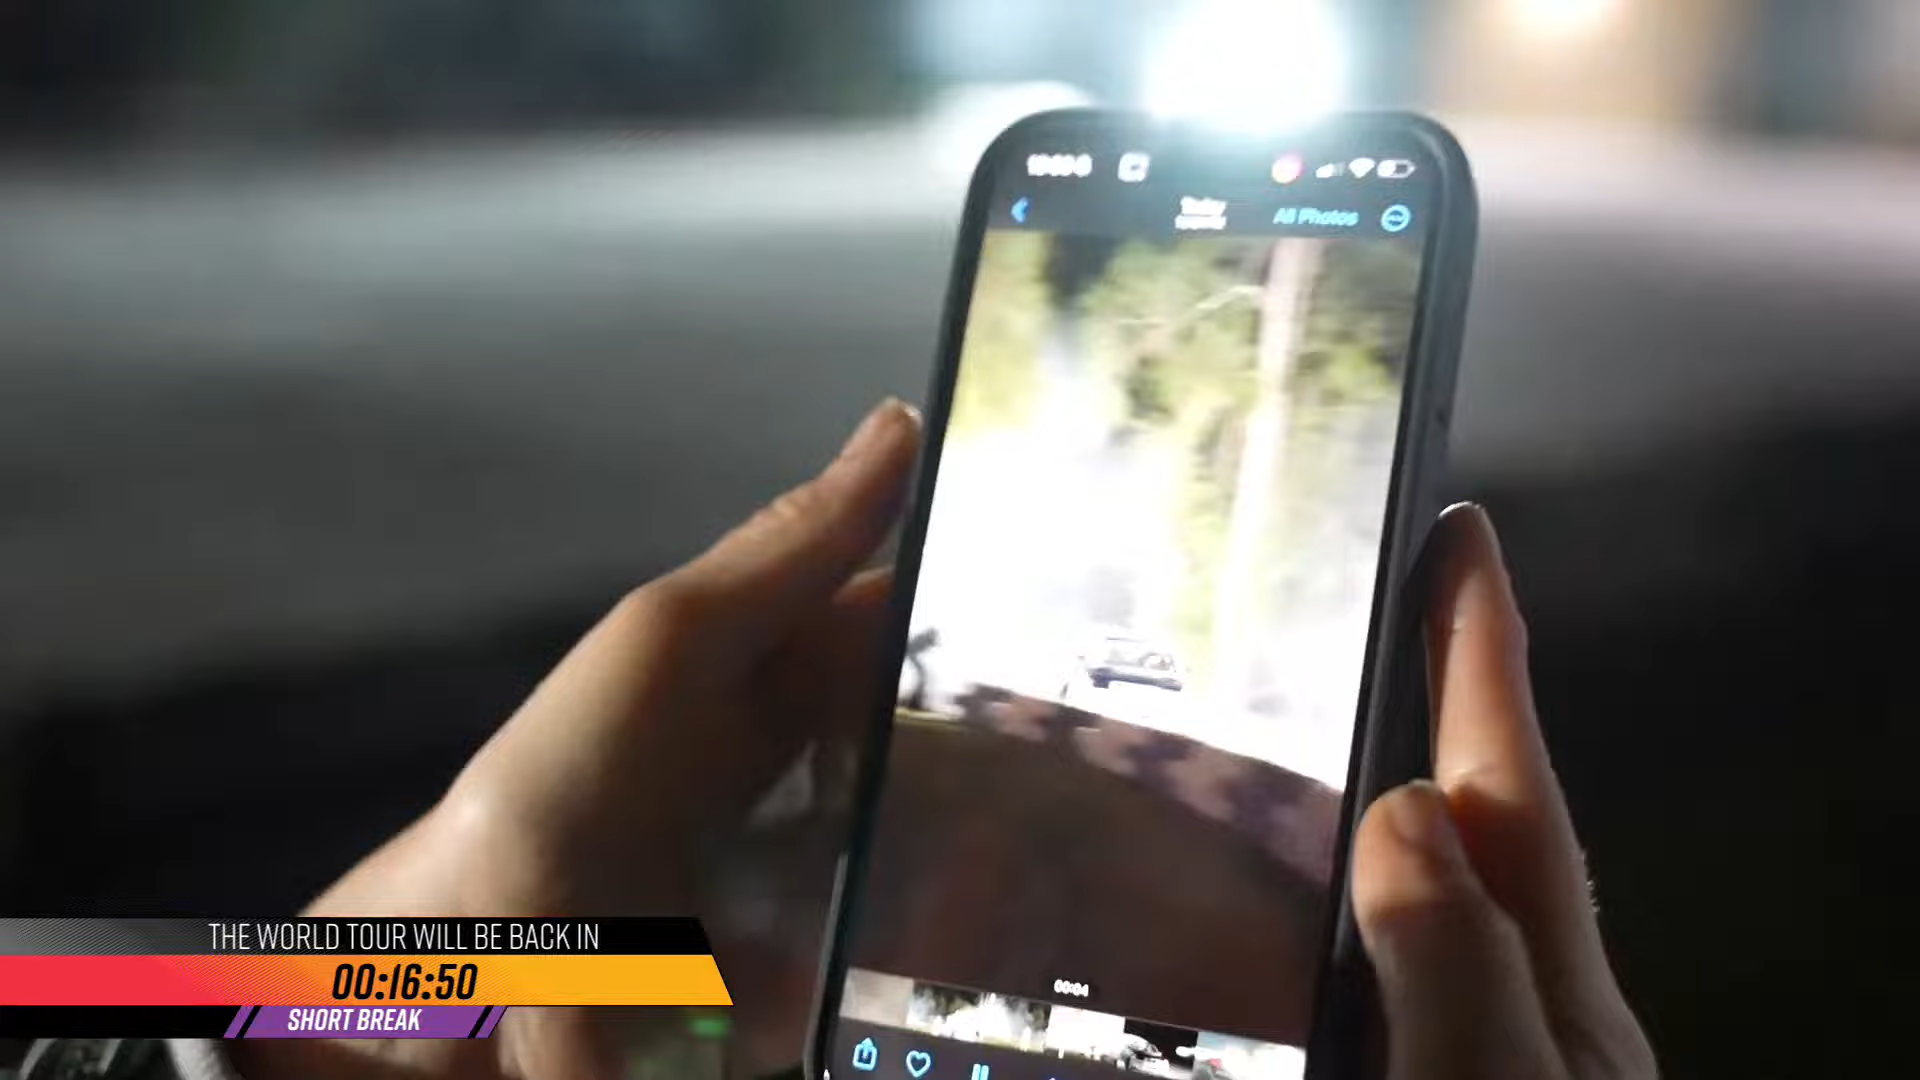 All Photos
00:04
THE WORLD TOUR WILL BE BACK IN
00:16:50
SHORT BREAK